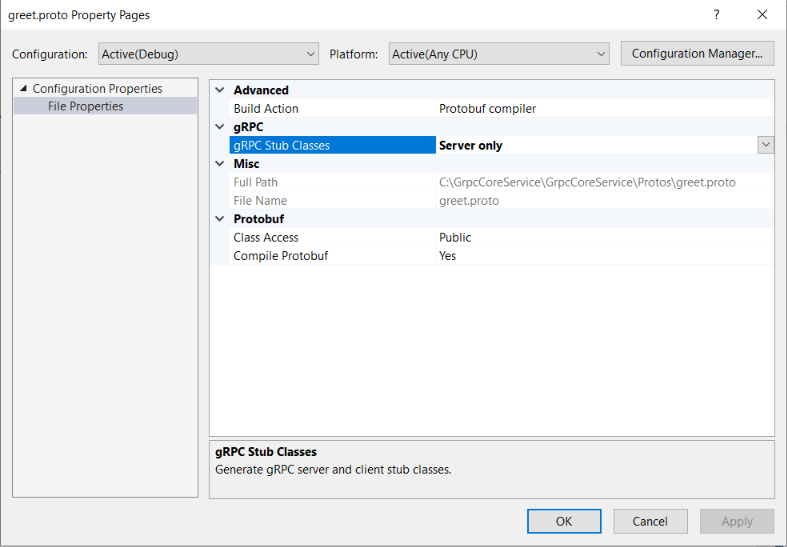 greet.proto Property Pages
?
Configuration: Active(Debug) Platform: Active(Any CPU) Configuration Manager...
Configuration Properties
File Properties
Advanced
Build Action Protobuf compiler
gRPC
gRPC Stub Classes Server only
Misc
Full Path C:\GrpcCoreService\GrpcCoreService\Protos\greet.proto
File Name greet.proto
Protobuf
Class Access Public
Compile Protobuf Yes
gRPC Stub Classes
Generate gRPC server and client stub classes.
OK Cancel Apply